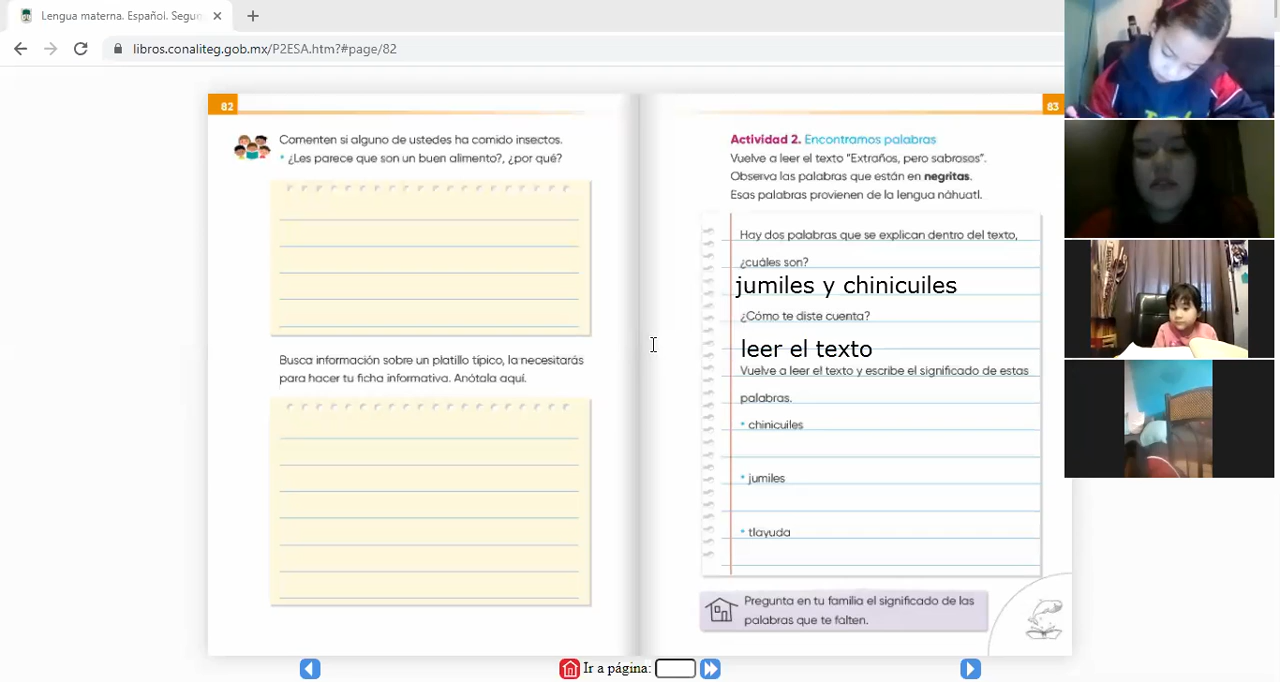 Lengua materna. Español. Segun
libros.conaliteg.gob.mx/P2ESA.htm?#page/82
82
Comenten si alguno de ustedes ha comido insectos.
• ¿Les parece que son un buen alimento?, ¿por qué?
Busca información sobre un platillo típico, la necesitarás
para hacer tu ficha informativa. Anótala aquí.
83
Actividad 2. Encontramos palabras
Vuelve a leer el texto "Extraños, pero sabrosos".
Observa las palabras que están en negritas.
Esas palabras provienen de la lengua náhuatl.
Hay dos palabras que se explican dentro del texto,
¿cuáles son?
jumiles y chinicuiles
¿Cómo te diste cuenta?
leer el texto
Vuelve a leer el texto y escribe el significado de estas
palabras.
• chinicuiles
• jumiles
• tlayuda
Pregunta en tu familia el significado de las
palabras que te falten.
Ir a página: